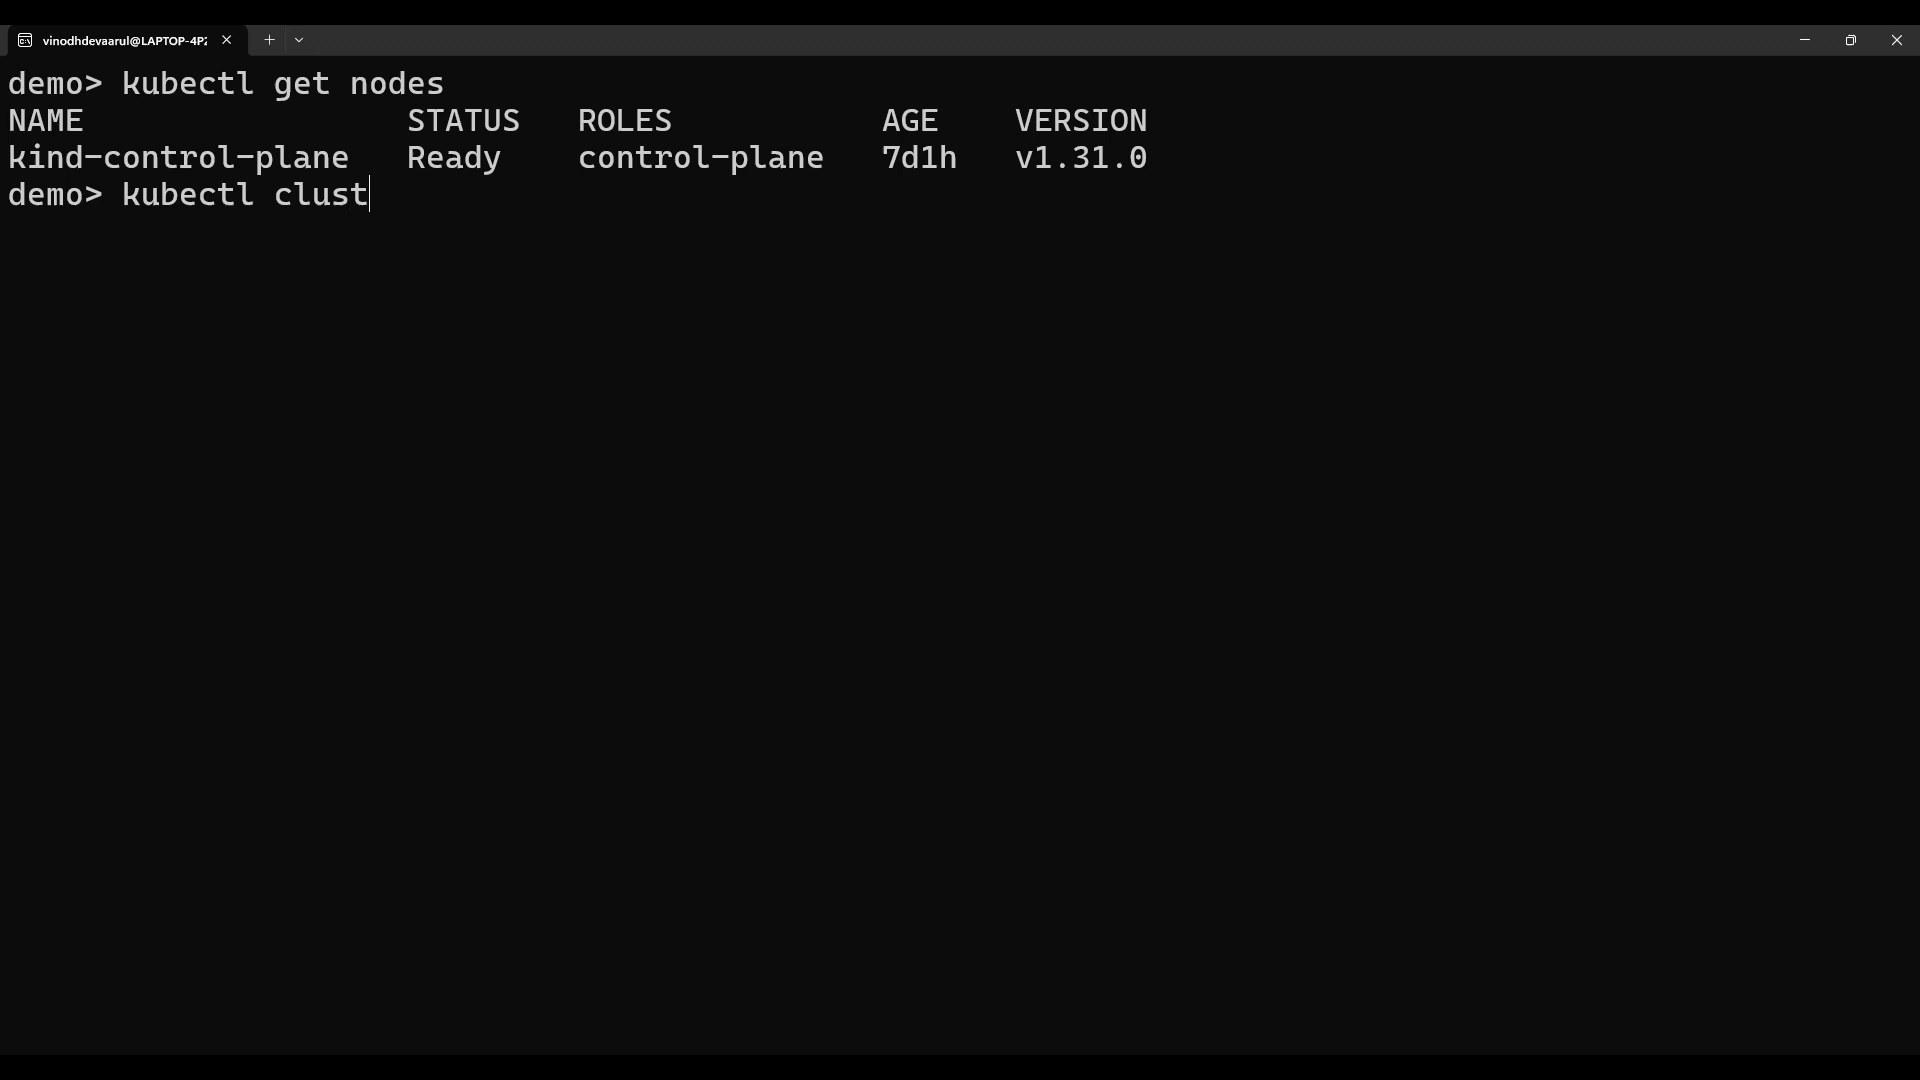 vinodhdevaarul@LAPTOP-4P2
demo> kubectl get nodes
NAME                 STATUS   ROLES           AGE    VERSION
kind-control-plane   Ready    control-plane   7d1h   v1.31.0
demo> kubectl clust